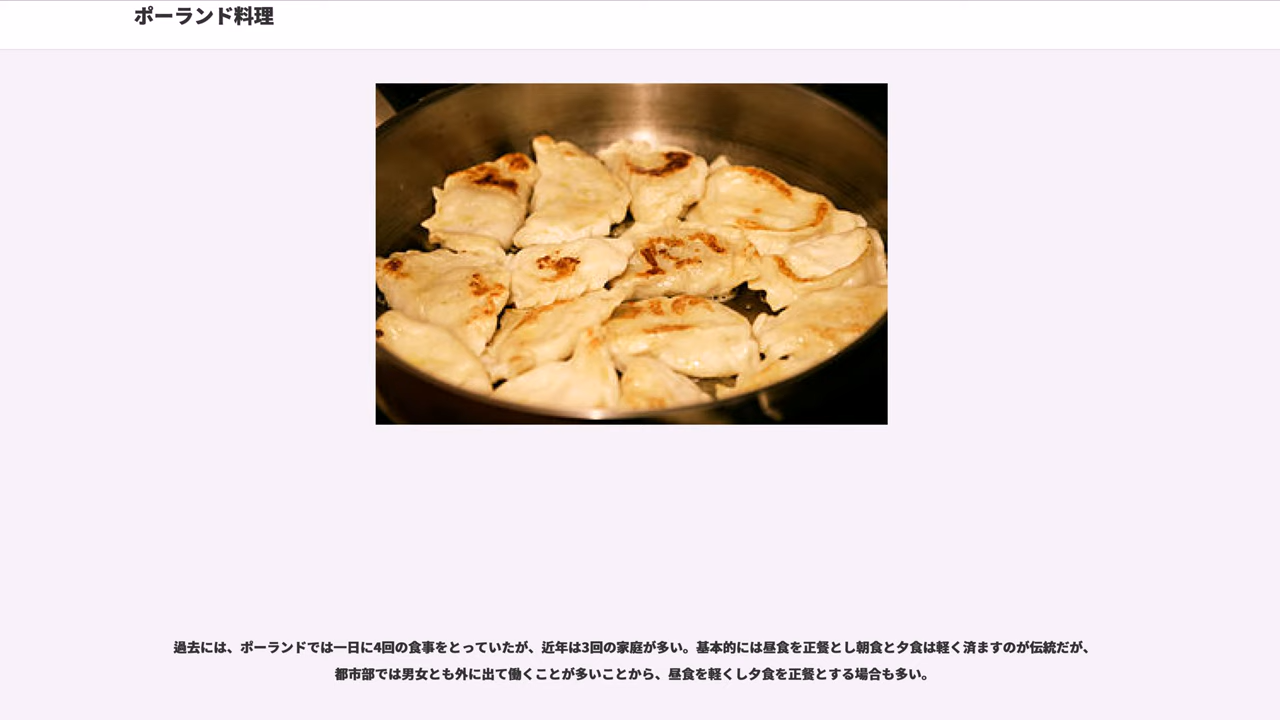 ポーランド料理
過去には、ポーランドでは一日に4回の食事をとっていたが、近年は3回の家庭が多い。基本的には昼食を正餐とし朝食と夕食は軽く済ますのが伝統だが、
都市部では男女とも外に出て働くことが多いことから、昼食を軽くし夕食を正餐とする場合も多い。